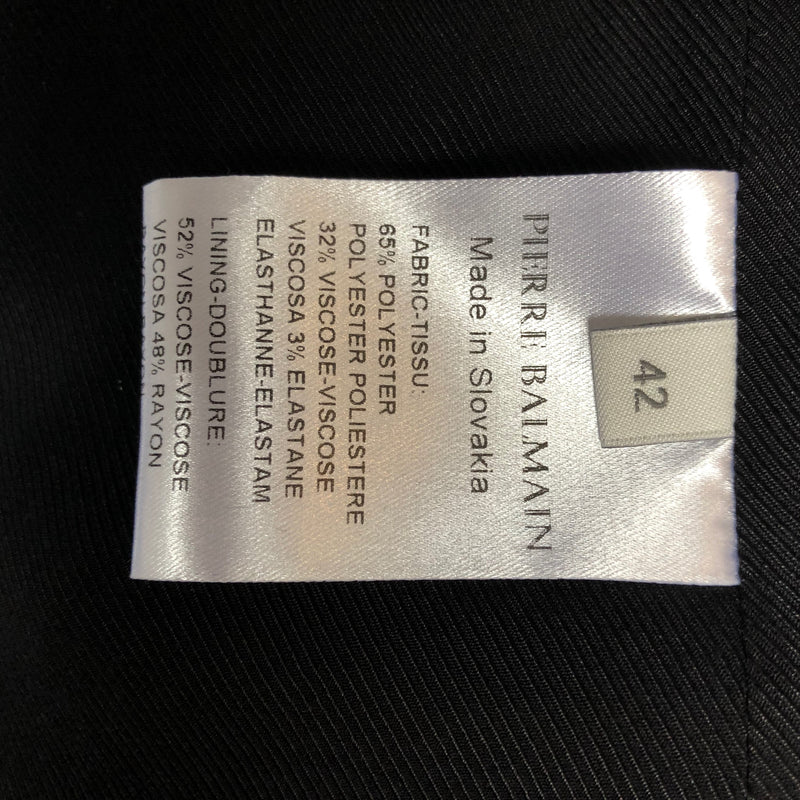 42
PIERRE BALMAIN
Made in Slovakia
FABRIC-TISSU:
65% POLYESTER
POLYESTER POLIESTERE
32% VISCOSE-VISCOSE
VISCOSA 3% ELASTANE
ELASTHANNE-ELASTAM
LINING-DOUBLURE:
52% VISCOSE-VISCOSE
VISCOSA 48% RAYON